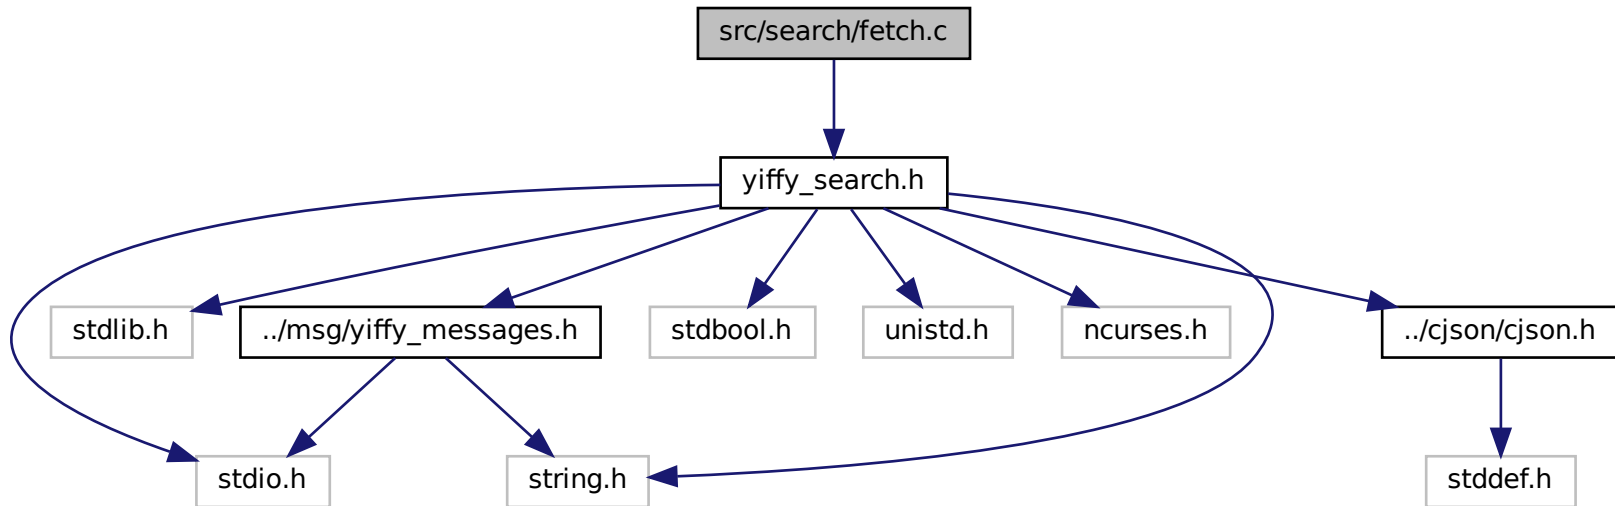 src/search/fetch.c
yiffy_search.h
stdlib.h
../msg/yiffy_messages.h
stdbool.h
unistd.h
ncurses.h
../cjson/cjson.h
stdio.h
string.h
stddef.h